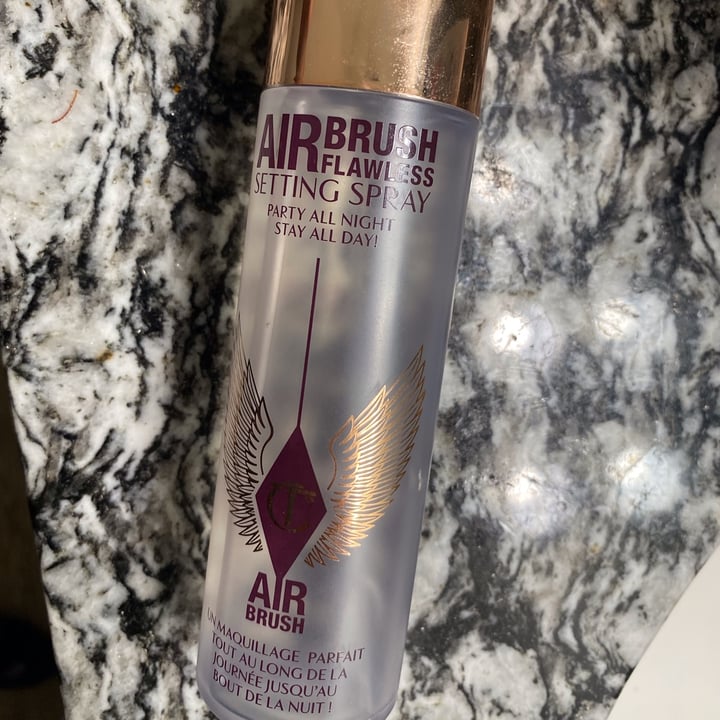 AIRBRUSH
FLAWLESS
SETTING SPRAY
PARTY ALL NIGHT
STAY ALL DAY!
CT
AIR
BRUSH
UN MAQUILLAGE PARFAIT
TOUT AU LONG DE LA
JOURNÉE JUSQU'AU
BOUT DE LA NUIT !